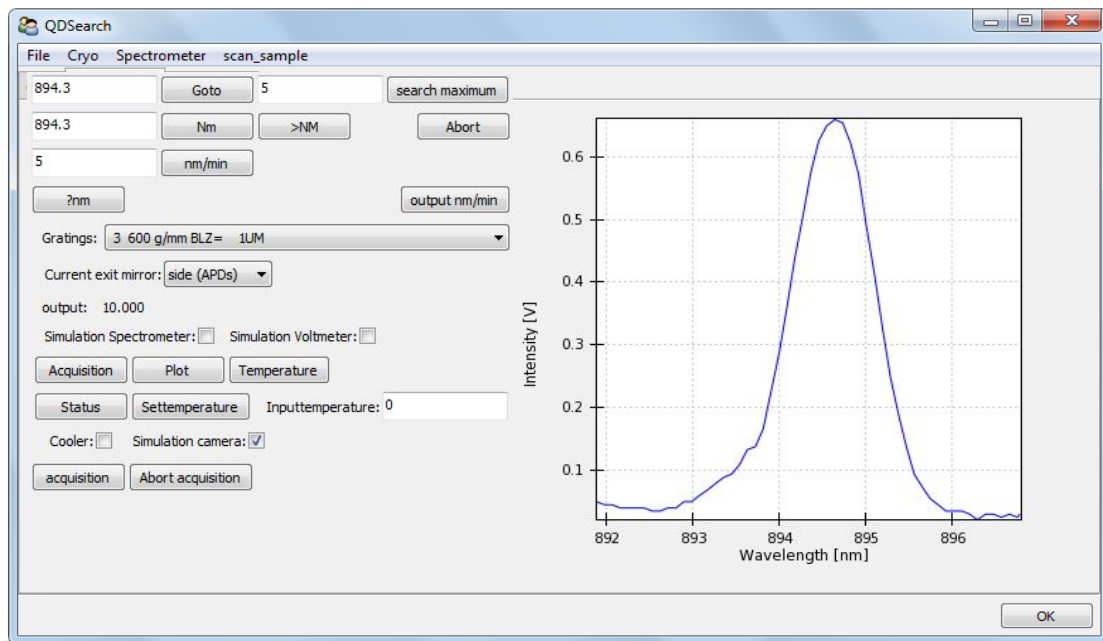 QDSearch
File Cryo Spectrometer scan_sample
894.3 Goto 5 search maximum
894.3 Nm >NM Abort
5 nm/min
?nm output nm/min
Gratings: 3 600 g/mm BLZ= 1UM
Current exit mirror: side (APDs)
output: 10.000
Simulation Spectrometer: Simulation Voltmeter:
Acquisition Plot Temperature
Status Settemperature Inputtemperature: 0
Cooler: Simulation camera:
acquisition Abort acquisition
Intensity [V]
0.6
0.5
0.4
0.3
0.2
0.1
892 893 894 895 896
Wavelength [nm]
OK